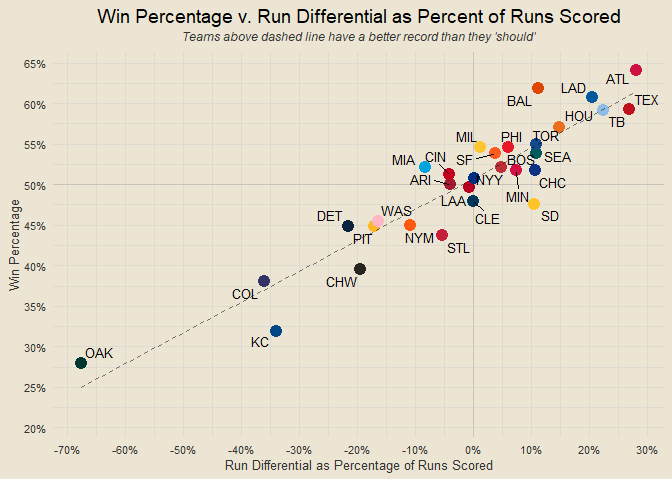 Win Percentage v. Run Differential as Percent of Runs Scored
Teams above dashed line have a better record than they 'should'
65%
60%
55%
50%
45%
40%
35%
30%
25%
20%
Win Percentage
ATL
BAL
LAD
TEX
HOU
TB
MIL
PHI
TOR
MIA
CIN
SF
BOS
SEA
ARI
NYY
CHC
LAA
MIN
CLE
SD
DET
WAS
PIT
NYM
STL
CHW
COL
KC
OAK
-70%
-60%
-50%
-40%
-30%
-20%
-10%
0%
10%
20%
30%
Run Differential as Percentage of Runs Scored